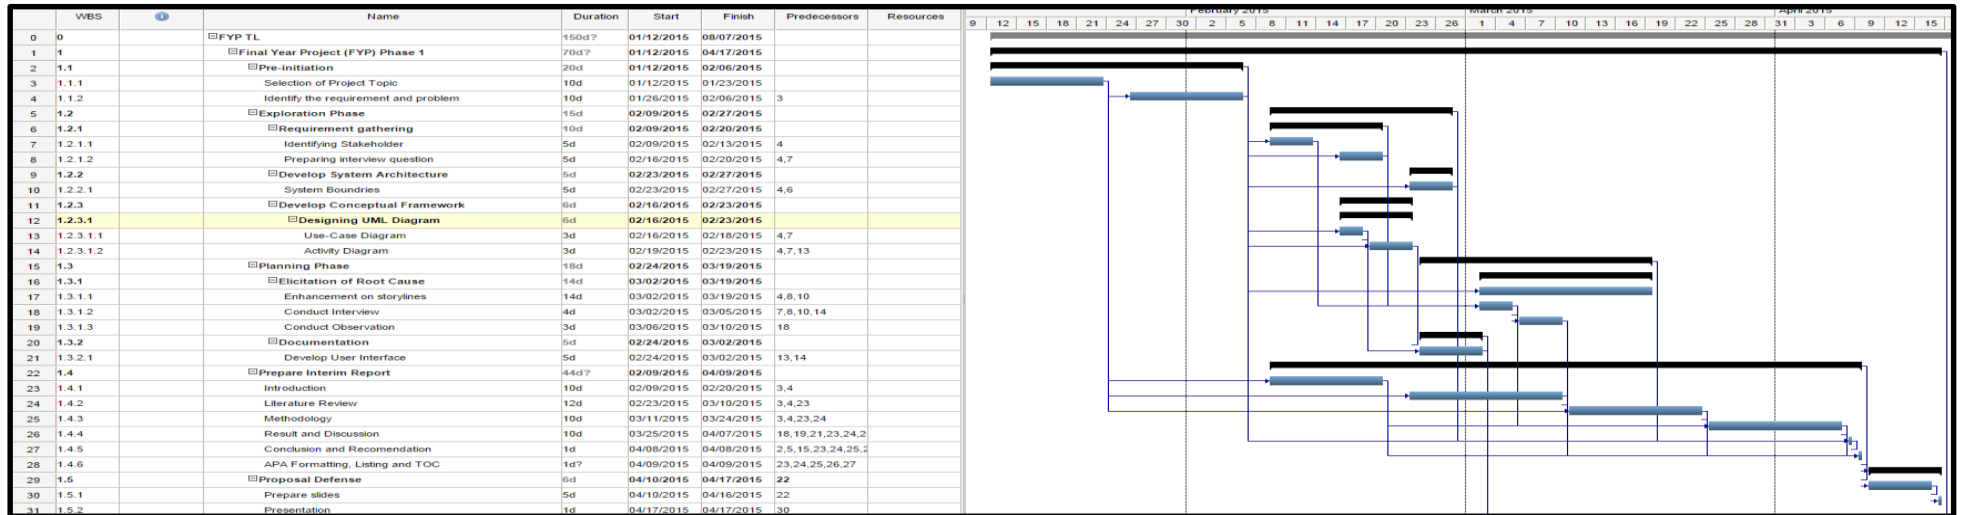 WBS Name Duration Start Finish Predecessors Resources
February 2015 March 2015 April 2015
9 12 15 18 21 24 27 30 2 5 8 11 14 17 20 23 26 1 4 7 10 13 16 19 22 25 28 31 3 6 9 12 15
0 0 FYP TL 150d? 01/12/2015 08/07/2015
1 1 Final Year Project (FYP) Phase 1 70d? 01/12/2015 04/17/2015
2 1.1 Pre-initiation 20d 01/12/2015 02/06/2015
3 1.1.1 Selection of Project Topic 10d 01/12/2015 01/23/2015
4 1.1.2 Identify the requirement and problem 10d 01/26/2015 02/06/2015 3
5 1.2 Exploration Phase 15d 02/09/2015 02/27/2015
6 1.2.1 Requirement gathering 10d 02/09/2015 02/20/2015
7 1.2.1.1 Identifying Stakeholder 5d 02/09/2015 02/13/2015 4
8 1.2.1.2 Preparing interview question 5d 02/16/2015 02/20/2015 4,7
9 1.2.2 Develop System Architecture 5d 02/23/2015 02/27/2015
10 1.2.2.1 System Boundries 5d 02/23/2015 02/27/2015 4,6
11 1.2.3 Develop Conceptual Framework 6d 02/16/2015 02/23/2015
12 1.2.3.1 Designing UML Diagram 6d 02/16/2015 02/23/2015
13 1.2.3.1.1 Use-Case Diagram 3d 02/16/2015 02/18/2015 4,7
14 1.2.3.1.2 Activity Diagram 3d 02/19/2015 02/23/2015 4,7,13
15 1.3 Planning Phase 18d 02/24/2015 03/19/2015
16 1.3.1 Elicitation of Root Cause 14d 03/02/2015 03/19/2015
17 1.3.1.1 Enhancement on storylines 14d 03/02/2015 03/19/2015 4,8,10
18 1.3.1.2 Conduct Interview 4d 03/02/2015 03/05/2015 7,8,10,14
19 1.3.1.3 Conduct Observation 3d 03/06/2015 03/10/2015 18
20 1.3.2 Documentation 5d 02/24/2015 03/02/2015
21 1.3.2.1 Develop User Interface 5d 02/24/2015 03/02/2015 13,14
22 1.4 Prepare Interim Report 44d? 02/09/2015 04/09/2015
23 1.4.1 Introduction 10d 02/09/2015 02/20/2015 3,4
24 1.4.2 Literature Review 12d 02/23/2015 03/10/2015 3,4,23
25 1.4.3 Methodology 10d 03/11/2015 03/24/2015 3,4,23,24
26 1.4.4 Result and Discussion 10d 03/25/2015 04/07/2015 18,19,21,23,24,2
27 1.4.5 Conclusion and Recomendation 1d 04/08/2015 04/08/2015 2,5,15,23,24,25,2
28 1.4.6 APA Formatting, Listing and TOC 1d? 04/09/2015 04/09/2015 23,24,25,26,27
29 1.5 Proposal Defense 6d 04/10/2015 04/17/2015 22
30 1.5.1 Prepare slides 5d 04/10/2015 04/16/2015 22
31 1.5.2 Presentation 1d 04/17/2015 04/17/2015 30